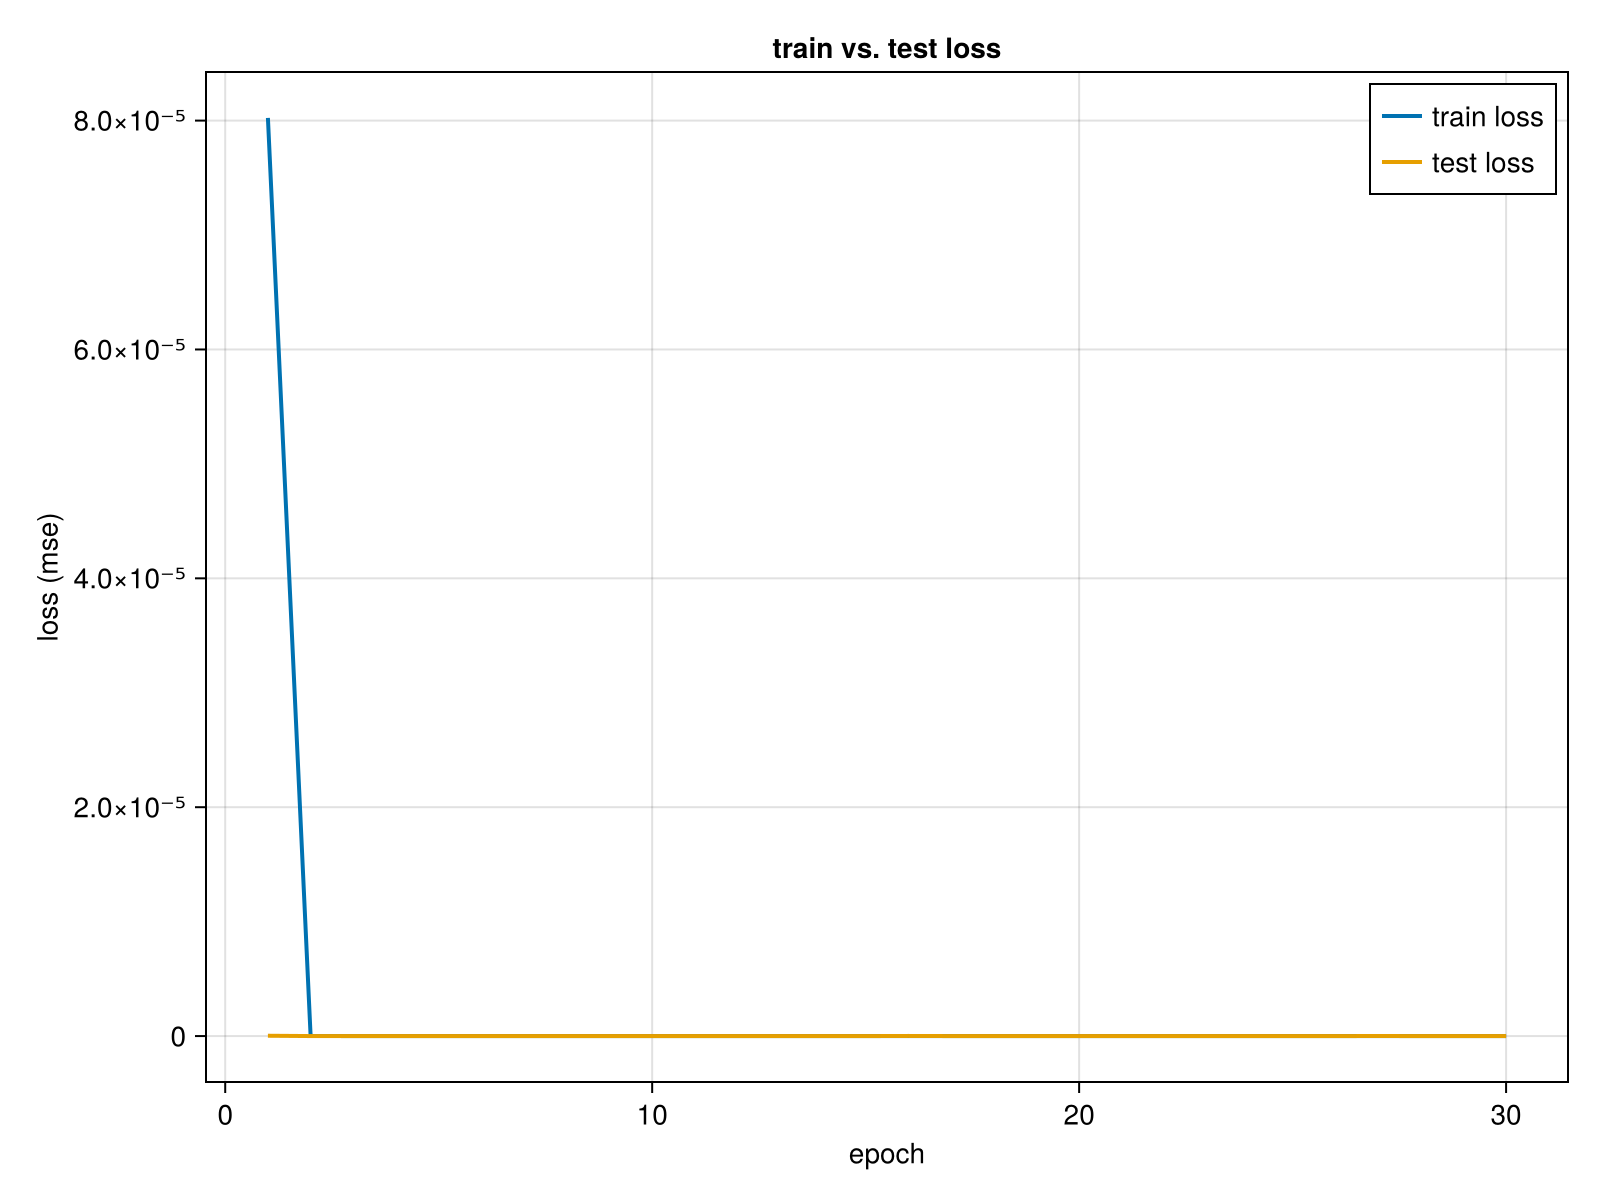 train vs. test loss
train loss
test loss
8.0×10⁻⁵
6.0×10⁻⁵
4.0×10⁻⁵
2.0×10⁻⁵
0
loss (mse)
0 10 20 30
epoch